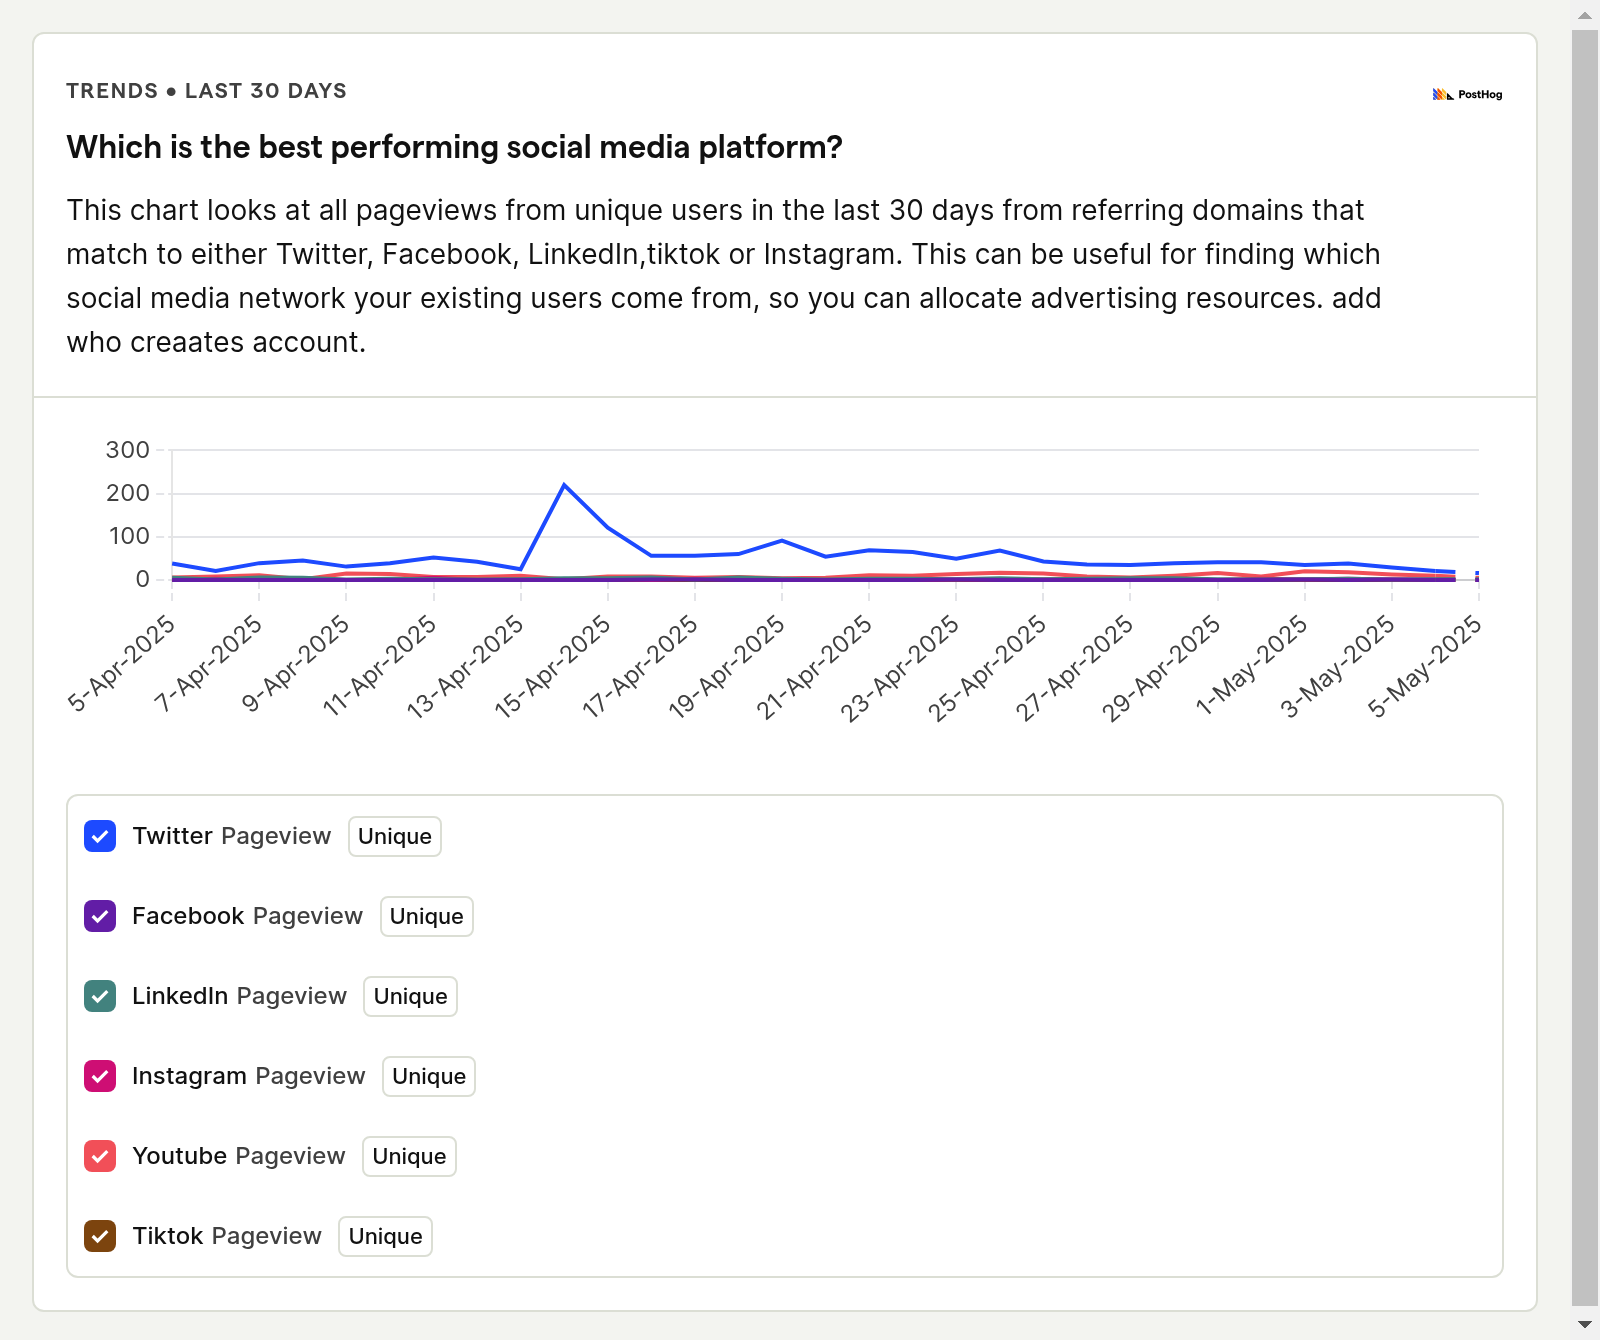 TRENDS • LAST 30 DAYS
PostHog
Which is the best performing social media platform?
This chart looks at all pageviews from unique users in the last 30 days from referring domains that
match to either Twitter, Facebook, LinkedIn,tiktok or Instagram. This can be useful for finding which
social media network your existing users come from, so you can allocate advertising resources. add
who creaates account.
300
200
100
0
5-Apr-2025
7-Apr-2025
9-Apr-2025
11-Apr-2025
13-Apr-2025
15-Apr-2025
17-Apr-2025
19-Apr-2025
21-Apr-2025
23-Apr-2025
25-Apr-2025
27-Apr-2025
29-Apr-2025
1-May-2025
3-May-2025
5-May-2025
Twitter Pageview Unique
Facebook Pageview Unique
LinkedIn Pageview Unique
Instagram Pageview Unique
Youtube Pageview Unique
Tiktok Pageview Unique